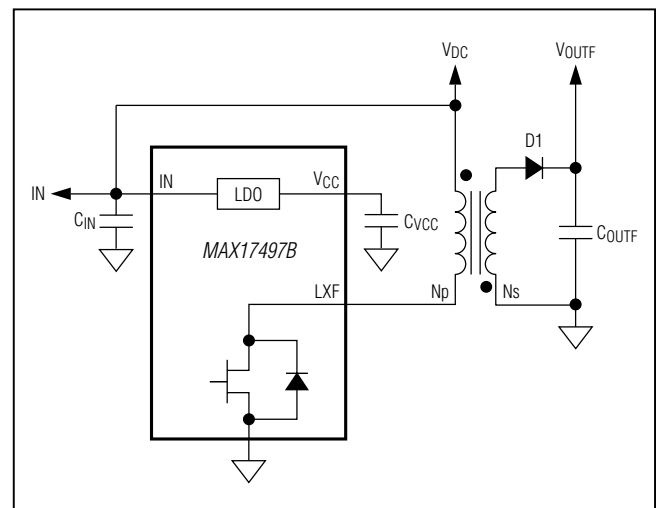 VDC
VOUTF
D1
IN
IN
LDO
VCC
CIN
CVCC
COUTF
MAX17497B
LXF
Np
Ns